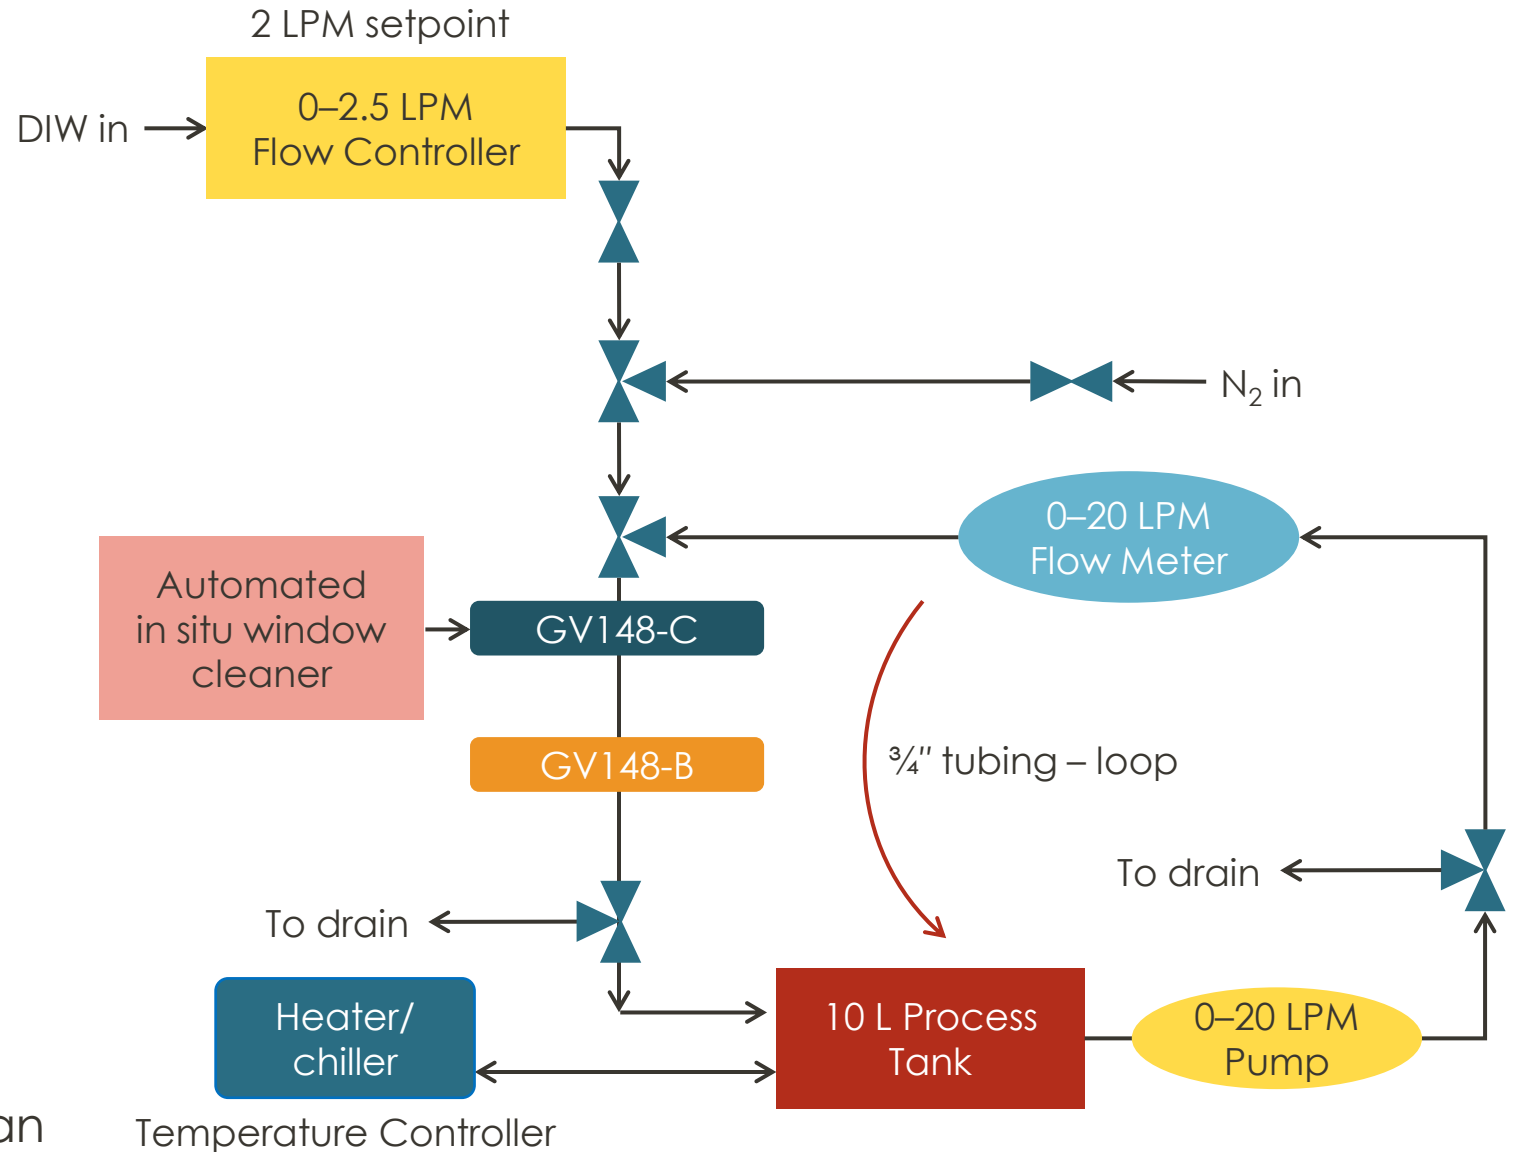 2 LPM setpoint
DIW in
0–2.5 LPM
Flow Controller
N₂ in
0–20 LPM
Flow Meter
Automated
in situ window
cleaner
GV148-C
GV148-B
¾″ tubing – loop
To drain
To drain
Heater/
chiller
10 L Process
Tank
0–20 LPM
Pump
an
Temperature Controller